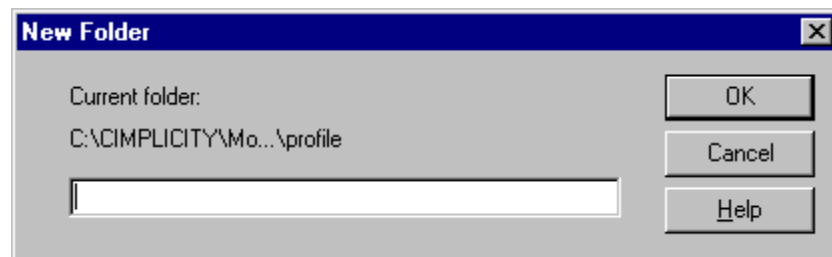 New Folder
Current folder:
C:\CIMPLICITY\Mo...\profile
OK
Cancel
Help